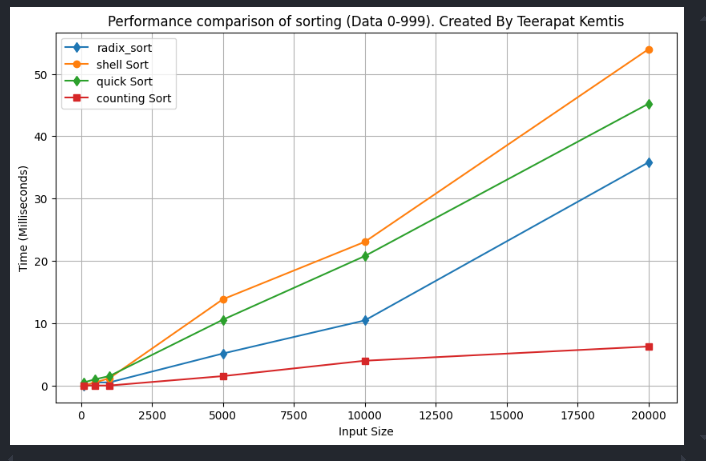 Performance comparison of sorting (Data 0-999). Created By Teerapat Kemtis
radix_sort
shell Sort
quick Sort
counting Sort
50
40
30
20
10
0
Time (Milliseconds)
0 2500 5000 7500 10000 12500 15000 17500 20000
Input Size